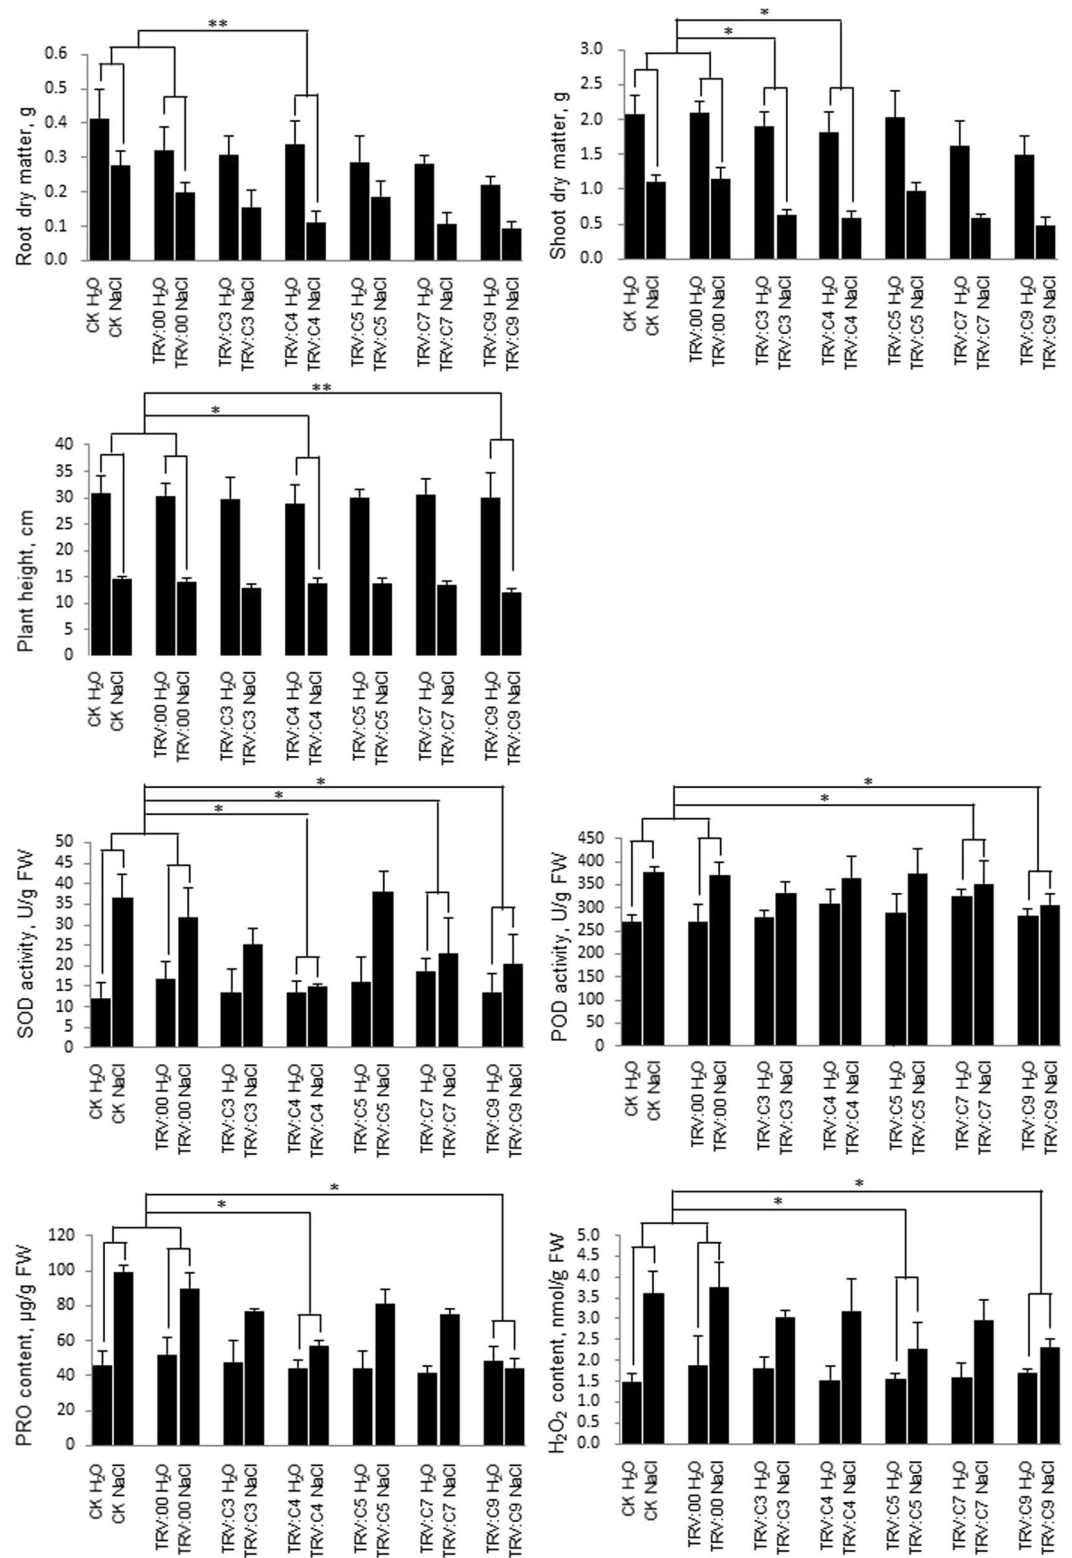 **
Root dry matter, g
0.6
0.5
0.4
0.3
0.2
0.1
0.0
CK H₂O
CK NaCl
TRV:00 H₂O
TRV:00 NaCl
TRV:C3 H₂O
TRV:C3 NaCl
TRV:C4 H₂O
TRV:C4 NaCl
TRV:C5 H₂O
TRV:C5 NaCl
TRV:C7 H₂O
TRV:C7 NaCl
TRV:C9 H₂O
TRV:C9 NaCl
*
*
Shoot dry matter, g
3.0
2.5
2.0
1.5
1.0
0.5
0.0
CK H₂O
CK NaCl
TRV:00 H₂O
TRV:00 NaCl
TRV:C3 H₂O
TRV:C3 NaCl
TRV:C4 H₂O
TRV:C4 NaCl
TRV:C5 H₂O
TRV:C5 NaCl
TRV:C7 H₂O
TRV:C7 NaCl
TRV:C9 H₂O
TRV:C9 NaCl
**
*
Plant height, cm
40
35
30
25
20
15
10
5
0
CK H₂O
CK NaCl
TRV:00 H₂O
TRV:00 NaCl
TRV:C3 H₂O
TRV:C3 NaCl
TRV:C4 H₂O
TRV:C4 NaCl
TRV:C5 H₂O
TRV:C5 NaCl
TRV:C7 H₂O
TRV:C7 NaCl
TRV:C9 H₂O
TRV:C9 NaCl
*
*
*
SOD activity, U/g FW
50
45
40
35
30
25
20
15
10
5
0
CK H₂O
CK NaCl
TRV:00 H₂O
TRV:00 NaCl
TRV:C3 H₂O
TRV:C3 NaCl
TRV:C4 H₂O
TRV:C4 NaCl
TRV:C5 H₂O
TRV:C5 NaCl
TRV:C7 H₂O
TRV:C7 NaCl
TRV:C9 H₂O
TRV:C9 NaCl
*
*
POD activity, U/g FW
450
400
350
300
250
200
150
100
50
0
CK H₂O
CK NaCl
TRV:00 H₂O
TRV:00 NaCl
TRV:C3 H₂O
TRV:C3 NaCl
TRV:C4 H₂O
TRV:C4 NaCl
TRV:C5 H₂O
TRV:C5 NaCl
TRV:C7 H₂O
TRV:C7 NaCl
TRV:C9 H₂O
TRV:C9 NaCl
*
*
PRO content, µg/g FW
120
100
80
60
40
20
0
CK H₂O
CK NaCl
TRV:00 H₂O
TRV:00 NaCl
TRV:C3 H₂O
TRV:C3 NaCl
TRV:C4 H₂O
TRV:C4 NaCl
TRV:C5 H₂O
TRV:C5 NaCl
TRV:C7 H₂O
TRV:C7 NaCl
TRV:C9 H₂O
TRV:C9 NaCl
*
*
H₂O₂ content, nmol/g FW
5.0
4.5
4.0
3.5
3.0
2.5
2.0
1.5
1.0
0.5
0.0
CK H₂O
CK NaCl
TRV:00 H₂O
TRV:00 NaCl
TRV:C3 H₂O
TRV:C3 NaCl
TRV:C4 H₂O
TRV:C4 NaCl
TRV:C5 H₂O
TRV:C5 NaCl
TRV:C7 H₂O
TRV:C7 NaCl
TRV:C9 H₂O
TRV:C9 NaCl